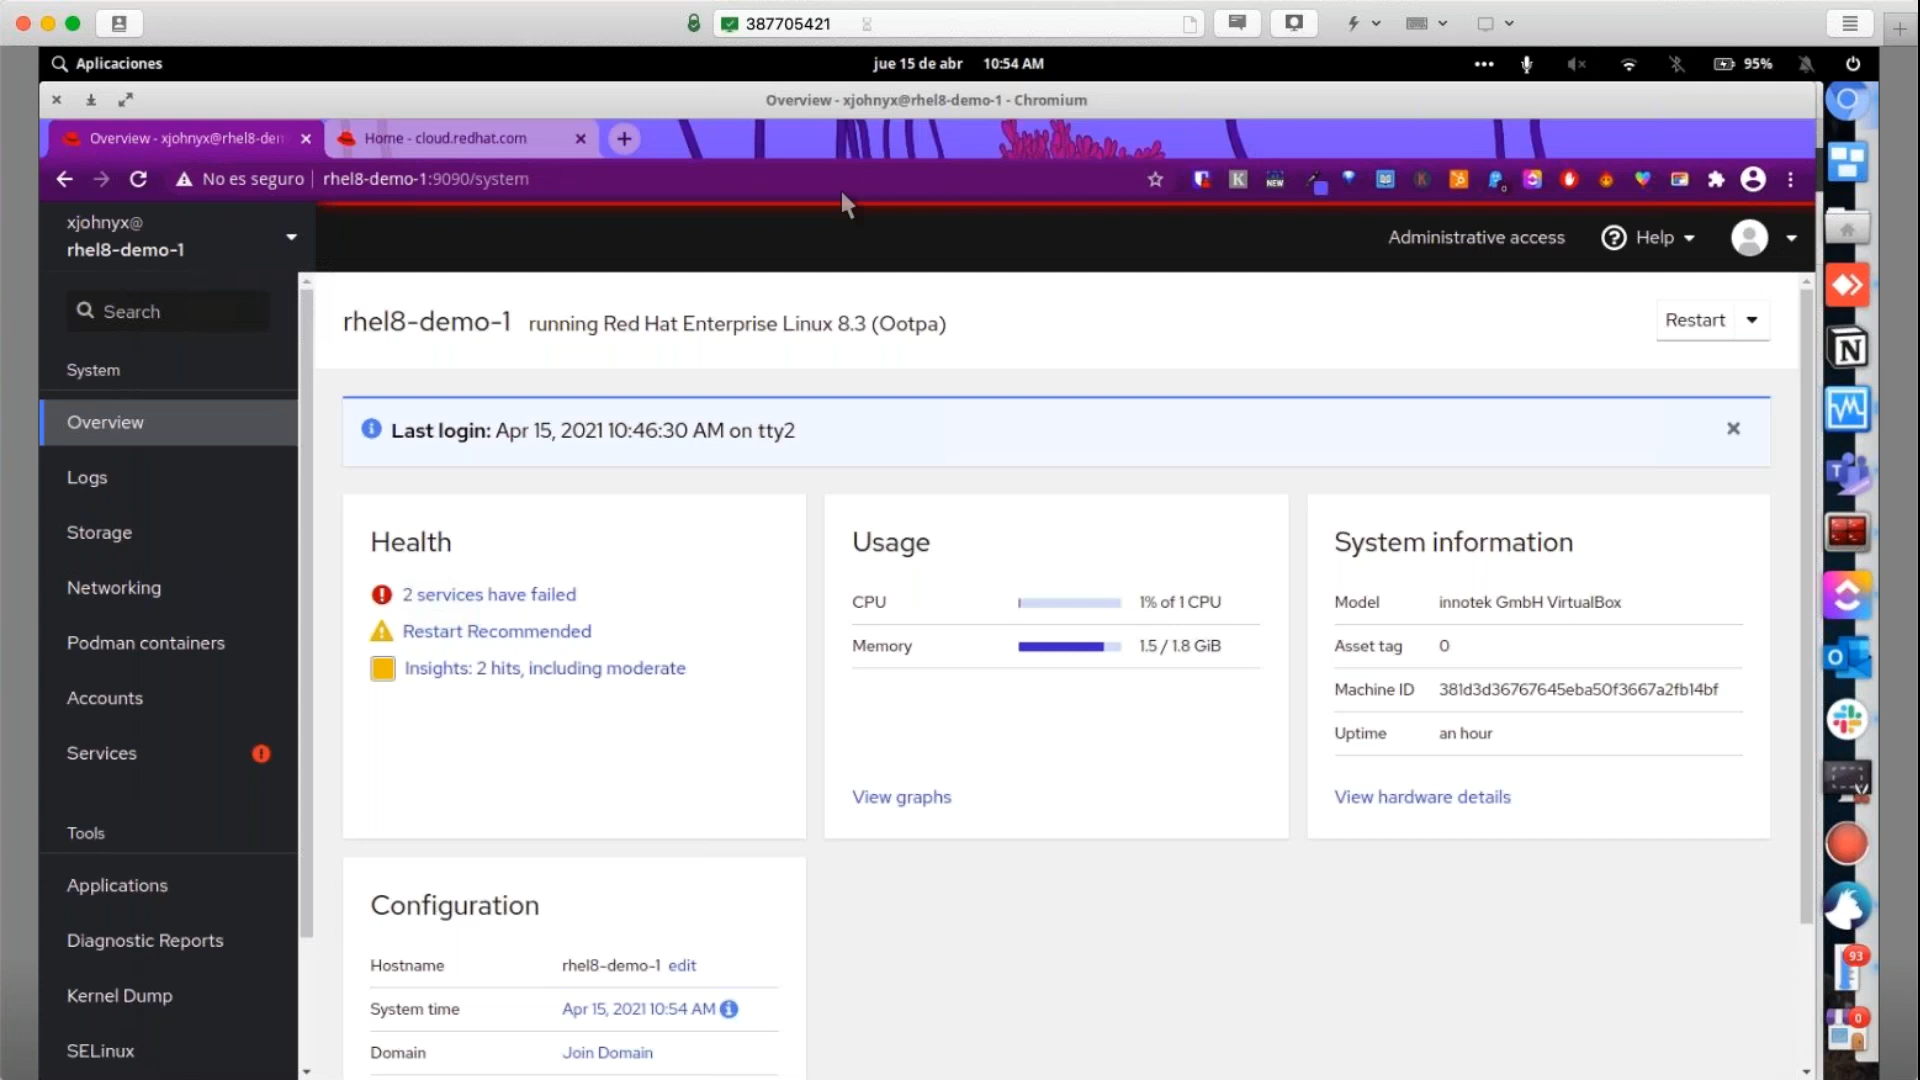 387705421
Aplicaciones
jue 15 de abr 10:54 AM
95%
Overview - xjohnyx@rhel8-demo-1 - Chromium
Overview - xjohnyx@rhel8-den
Home - cloud.redhat.com
No es seguro
rhel8-demo-1:9090/system
K
NEW
K
xjohnyx@
rhel8-demo-1
Administrative access
Help
Search
System
Overview
Logs
Storage
Networking
Podman containers
Accounts
Services
Tools
Applications
Diagnostic Reports
Kernel Dump
SELinux
rhel8-demo-1 running Red Hat Enterprise Linux 8.3 (Ootpa)
Restart
Last login: Apr 15, 2021 10:46:30 AM on tty2
Health
2 services have failed
Restart Recommended
Insights: 2 hits, including moderate
Usage
CPU 1% of 1 CPU
Memory 1.5 / 1.8 GiB
View graphs
System information
Model innotek GmbH VirtualBox
Asset tag 0
Machine ID 381d3d36767645eba50f3667a2fb14bf
Uptime an hour
View hardware details
Configuration
Hostname rhel8-demo-1 edit
System time Apr 15, 2021 10:54 AM
Domain Join Domain
N
T
O
93
0